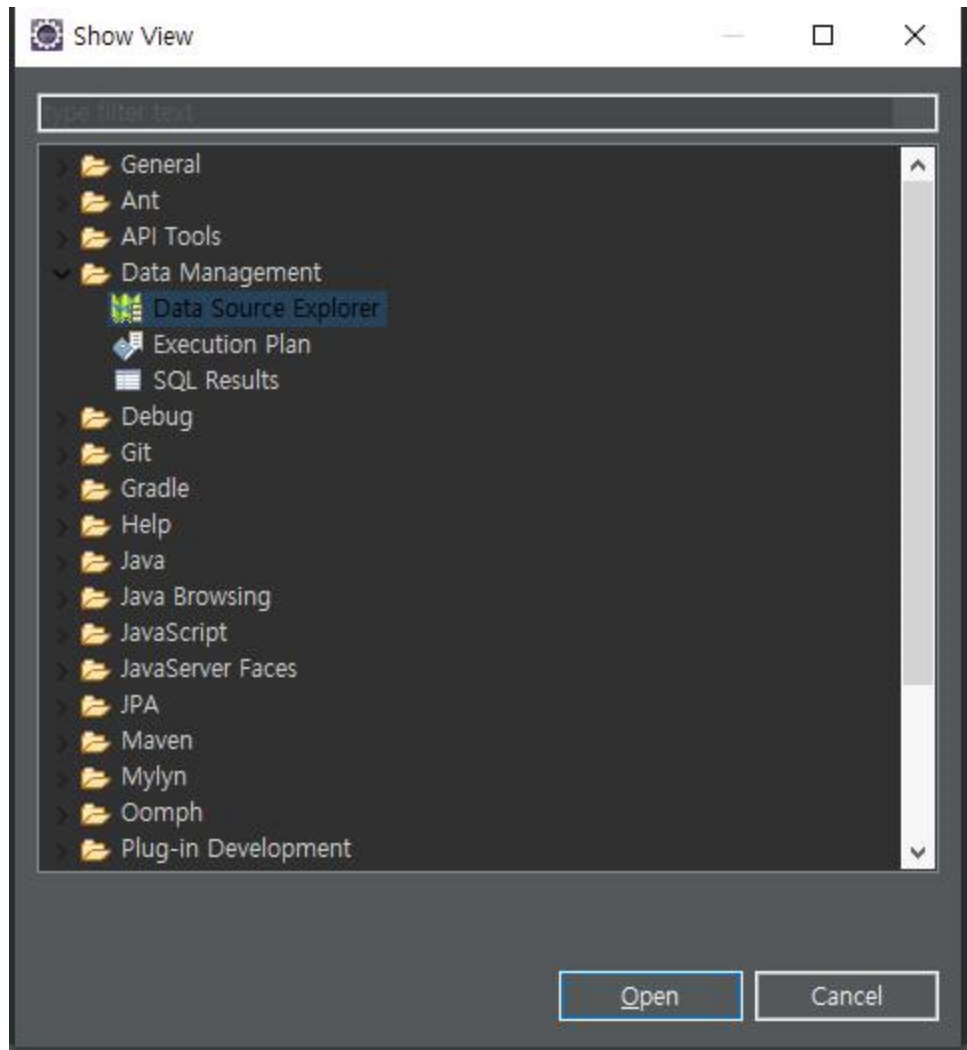 Show View
type filter text
General
Ant
API Tools
Data Management
Data Source Explorer
Execution Plan
SQL Results
Debug
Git
Gradle
Help
Java
Java Browsing
JavaScript
JavaServer Faces
JPA
Maven
Mylyn
Oomph
Plug-in Development
Open Cancel